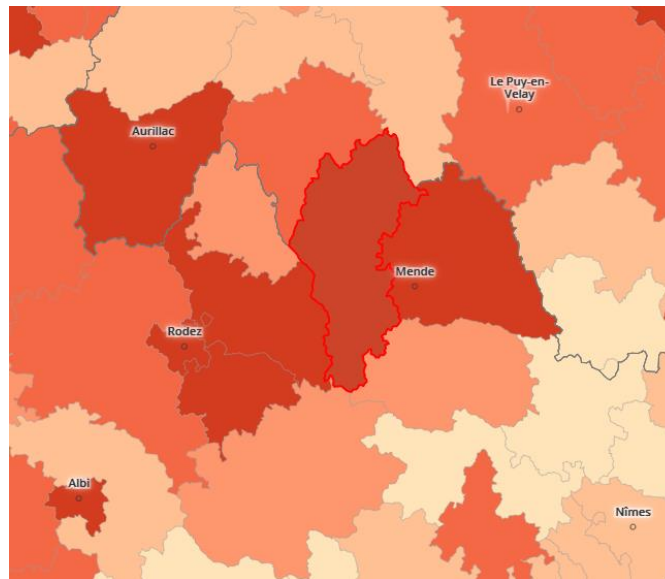 Le Puy-en-
Velay
Aurillac
Mende
Rodez
Albi
Nîmes